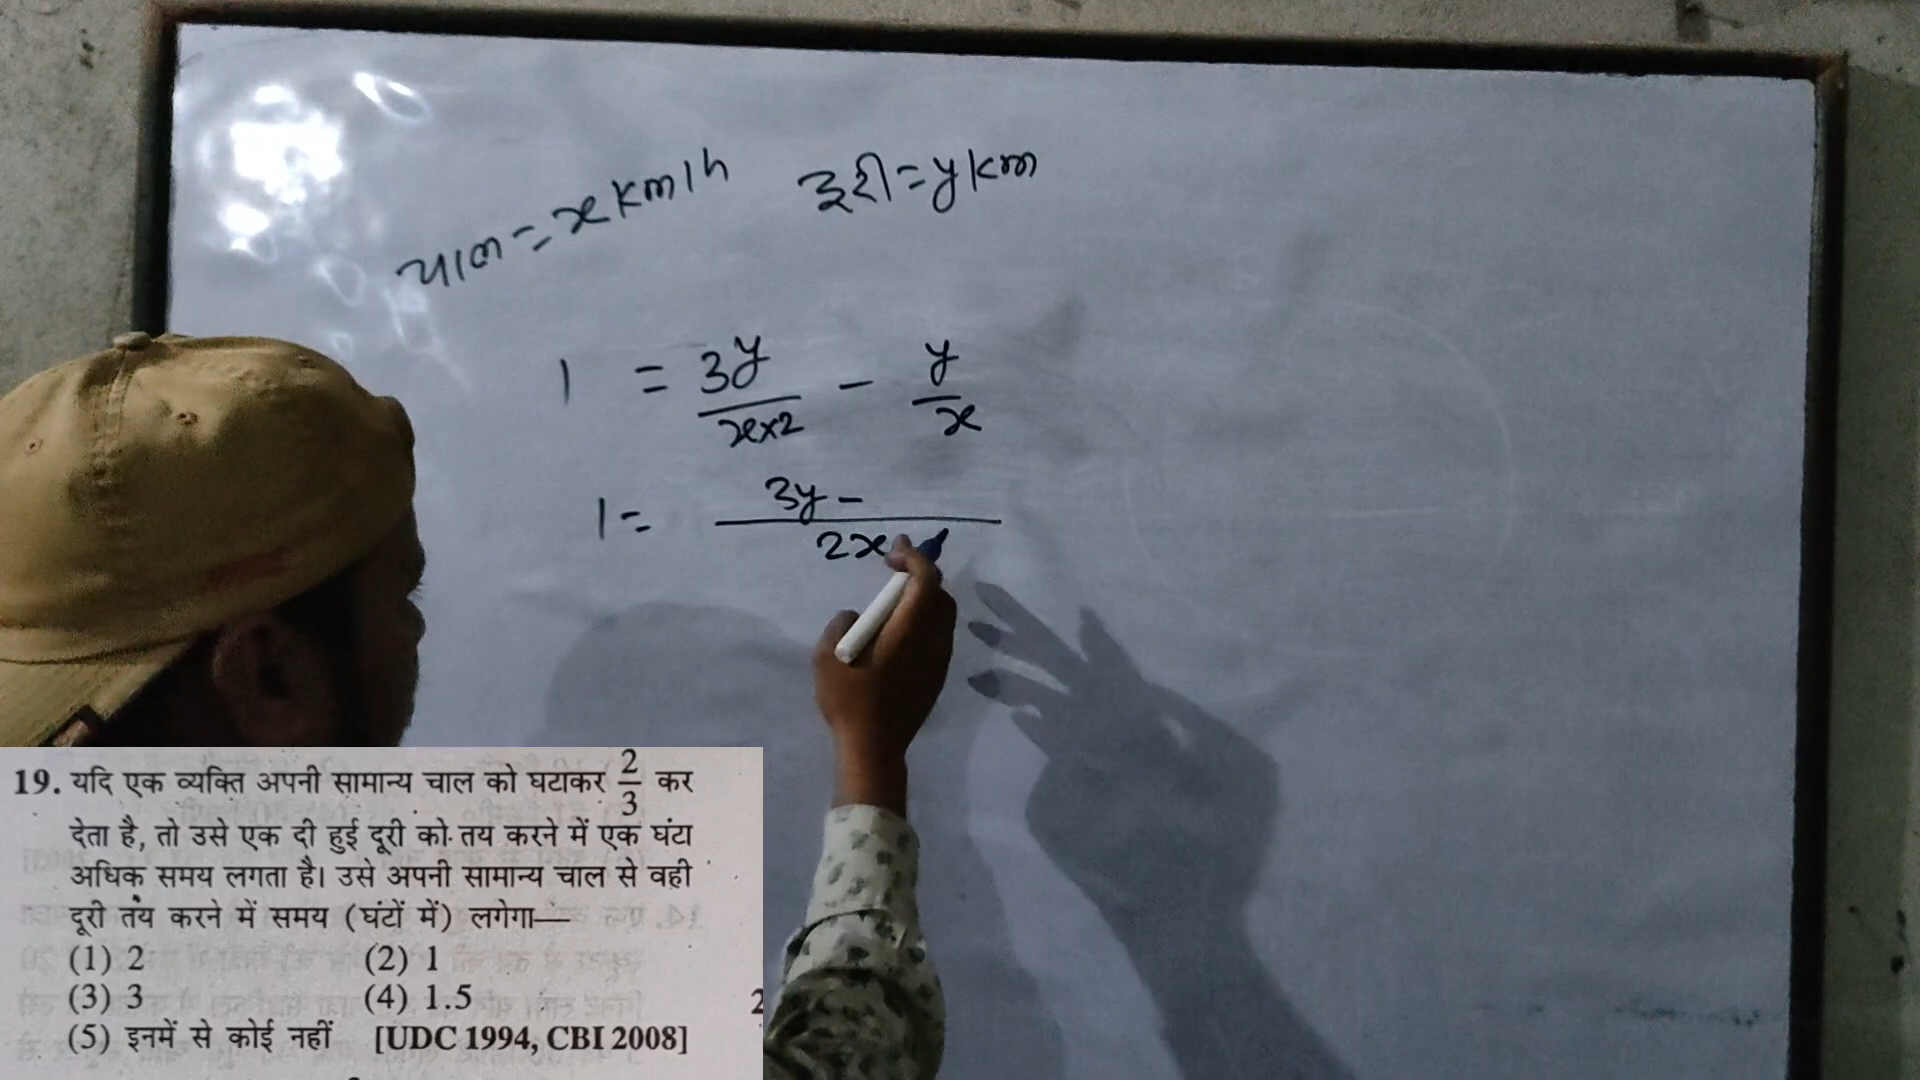 चाल = x km/h दूरी = y km
1 = 3y/x×2 - y/x
1 = 3y - / 2x
19. यदि एक व्यक्ति अपनी सामान्य चाल को घटाकर 2/3 कर
देता है, तो उसे एक दी हुई दूरी को तय करने में एक घंटा
अधिक समय लगता है। उसे अपनी सामान्य चाल से वही
दूरी तय करने में समय (घंटों में) लगेगा—
(1) 2 (2) 1
(3) 3 (4) 1.5
(5) इनमें से कोई नहीं [UDC 1994, CBI 2008]